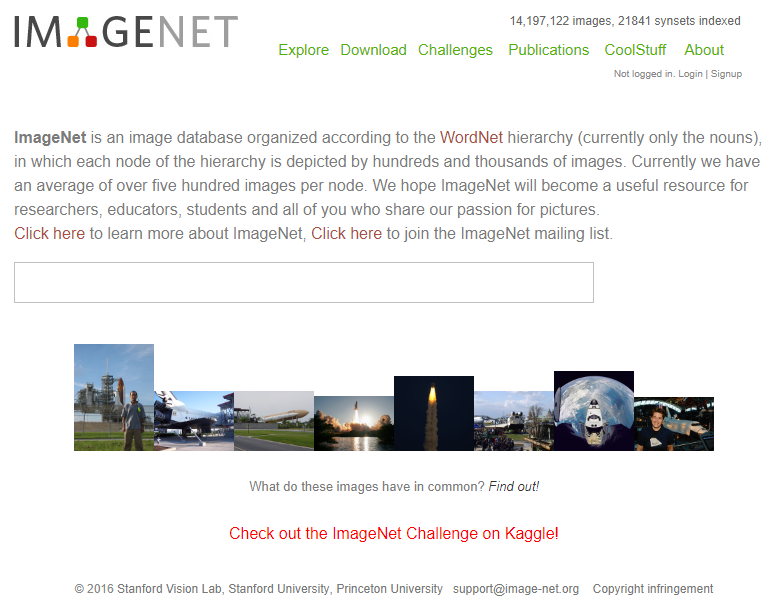 IMAGENET
14,197,122 images, 21841 synsets indexed
Explore Download Challenges Publications CoolStuff About
Not logged in. Login | Signup
ImageNet is an image database organized according to the WordNet hierarchy (currently only the nouns),
in which each node of the hierarchy is depicted by hundreds and thousands of images. Currently we have
an average of over five hundred images per node. We hope ImageNet will become a useful resource for
researchers, educators, students and all of you who share our passion for pictures.
Click here to learn more about ImageNet, Click here to join the ImageNet mailing list.
What do these images have in common? Find out!
Check out the ImageNet Challenge on Kaggle!
© 2016 Stanford Vision Lab, Stanford University, Princeton University support@image-net.org Copyright infringement